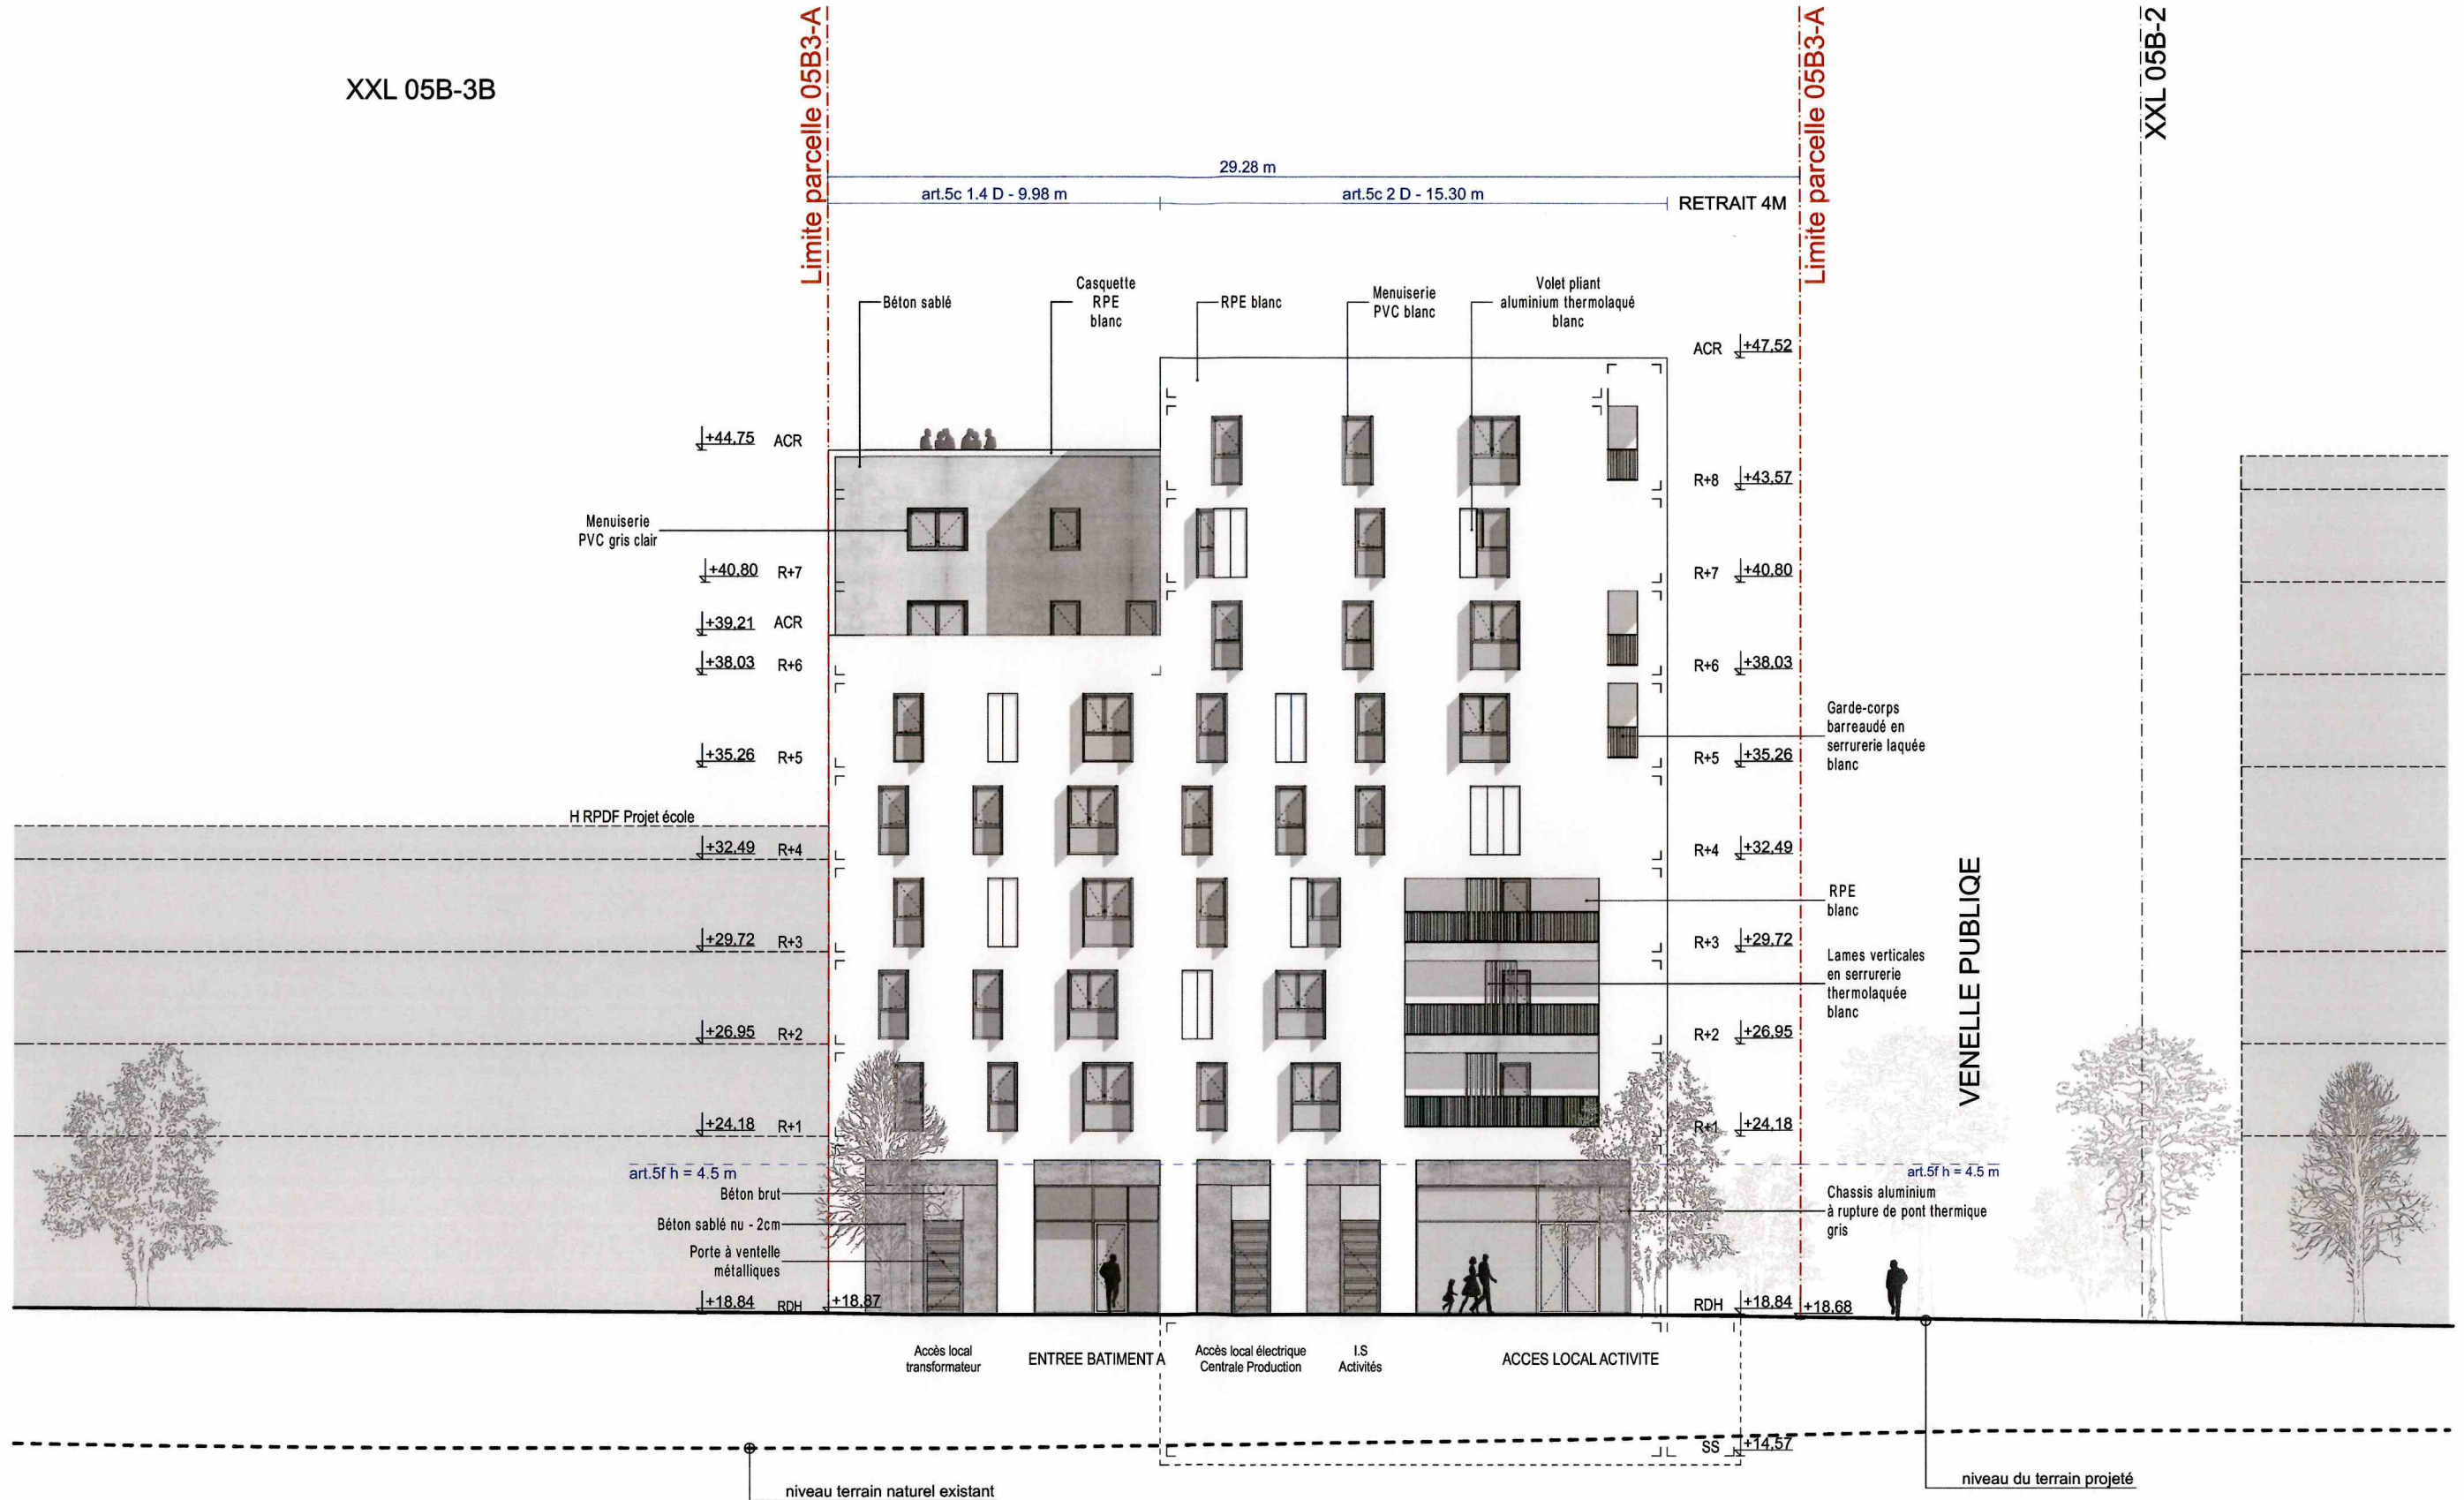 XXL 05B-3B
Limite parcelle 05B3-A
Limite parcelle 05B3-A
XXL 05B-2
29.28 m
art.5c 1.4 D - 9.98 m
art.5c 2 D - 15.30 m
RETRAIT 4M
Béton sablé
Casquette
RPE
blanc
RPE blanc
Menuiserie
PVC blanc
Volet pliant
aluminium thermolaqué
blanc
ACR +47,52
+44,75 ACR
R+8 +43,57
Menuiserie
PVC gris clair
+40,80 R+7
R+7 +40,80
+39,21 ACR
+38,03 R+6
R+6 +38,03
Garde-corps
barreaudé en
serrurerie laquée
blanc
+35,26 R+5
R+5 +35,26
H RPDF Projet école
+32,49 R+4
R+4 +32,49
RPE
blanc
+29,72 R+3
R+3 +29,72
Lames verticales
en serrurerie
thermolaquée
blanc
VENELLE PUBLIQE
+26,95 R+2
R+2 +26,95
+24,18 R+1
R+1 +24,18
art.5f h = 4.5 m
art.5f h = 4.5 m
Béton brut
Béton sablé nu - 2cm
Porte à ventelle
métalliques
Chassis aluminium
à rupture de pont thermique
gris
+18,84 RDH +18,87
RDH +18,84 +18,68
Accès local
transformateur
ENTREE BATIMENT A
Accès local électrique
Centrale Production
I.S
Activités
ACCES LOCAL ACTIVITE
SS +14,57
niveau terrain naturel existant
niveau du terrain projeté